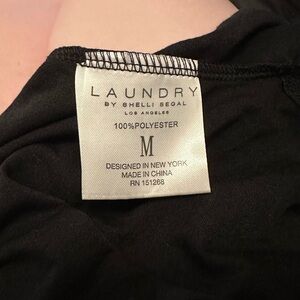 LAUNDRY
BY SHELLI SEGAL
LOS ANGELES
100%POLYESTER
M
DESIGNED IN NEW YORK
MADE IN CHINA
RN 151268